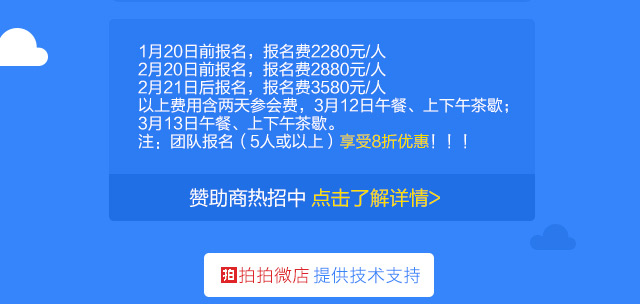 1月20日前报名，报名费2280元/人
2月20日前报名，报名费2880元/人
2月21日后报名，报名费3580元/人
以上费用含两天参会费，3月12日午餐、上下午茶歇；
3月13日午餐、上下午茶歇。
注：团队报名（5人或以上）享受8折优惠！！！
赞助商热招中 点击了解详情>
拍 拍拍微店 提供技术支持